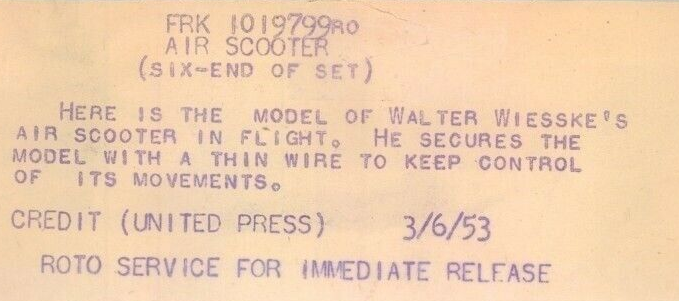 FRK 1019799RO
AIR SCOOTER
(SIX-END OF SET)
HERE IS THE MODEL OF WALTER WIESSKE'S
AIR SCOOTER IN FLIGHT. HE SECURES THE
MODEL WITH A THIN WIRE TO KEEP CONTROL
OF ITS MOVEMENTS.
CREDIT (UNITED PRESS) 3/6/53
ROTO SERVICE FOR IMMEDIATE RELEASE